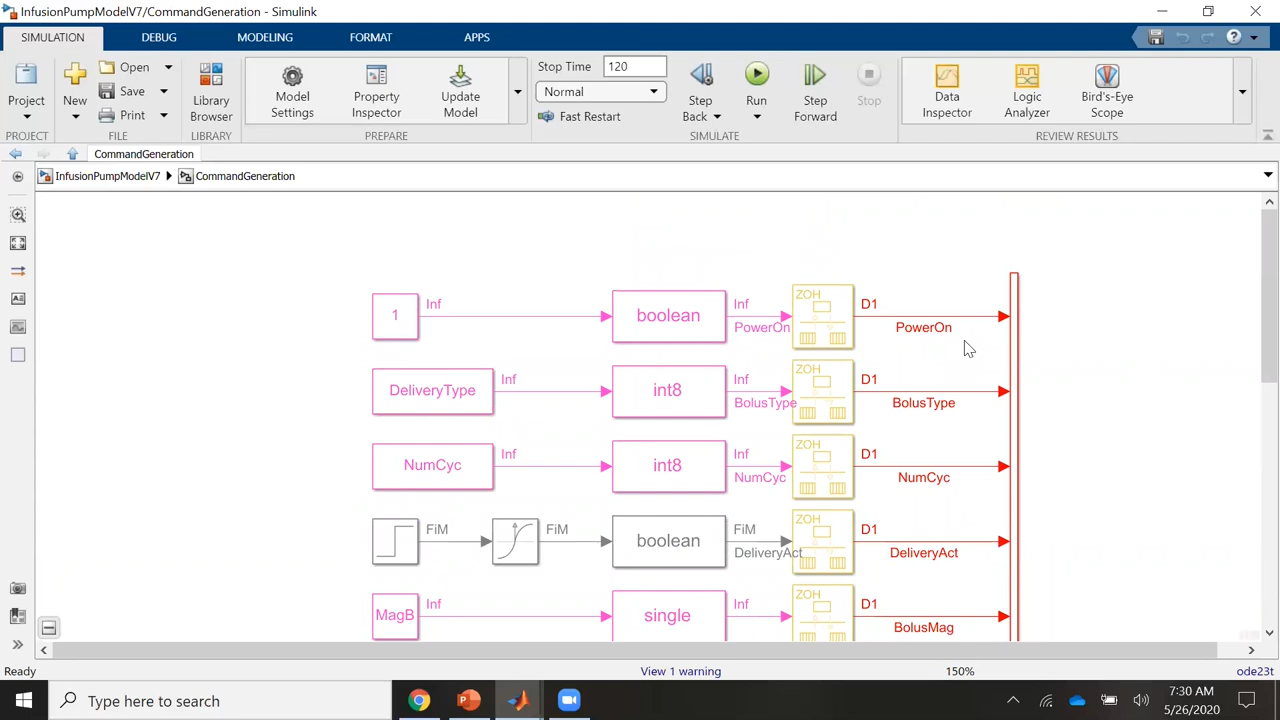 InfusionPumpModelV7/CommandGeneration - Simulink
SIMULATION DEBUG MODELING FORMAT APPS
Project
New
Open
Save
Print
Library Browser
Model Settings
Property Inspector
Update Model
Stop Time 120
Normal
Fast Restart
Step Back
Run
Step Forward
Stop
Data Inspector
Logic Analyzer
Bird's-Eye Scope
PROJECT FILE LIBRARY PREPARE SIMULATE REVIEW RESULTS
CommandGeneration
InfusionPumpModelV7 CommandGeneration
1 Inf boolean Inf PowerOn ZOH D1 PowerOn
DeliveryType Inf int8 Inf BolusType ZOH D1 BolusType
NumCyc Inf int8 Inf NumCyc ZOH D1 NumCyc
FiM FiM boolean FiM DeliveryAct ZOH D1 DeliveryAct
MagB Inf single Inf ZOH D1 BolusMag
Ready View 1 warning 150% ode23t
Type here to search
7:30 AM
5/26/2020